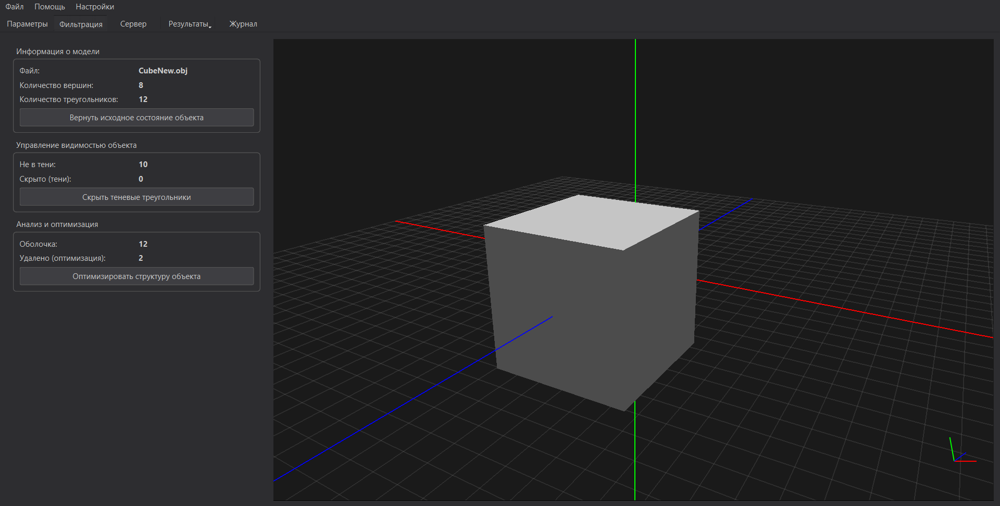 Файл Помощь Настройки
Параметры Фильтрация Сервер Результаты Журнал
Информация о модели
Файл: CubeNew.obj
Количество вершин: 8
Количество треугольников: 12
Вернуть исходное состояние объекта
Управление видимостью объекта
Не в тени: 10
Скрыто (тени): 0
Скрыть теневые треугольники
Анализ и оптимизация
Оболочка: 12
Удалено (оптимизация): 2
Оптимизировать структуру объекта